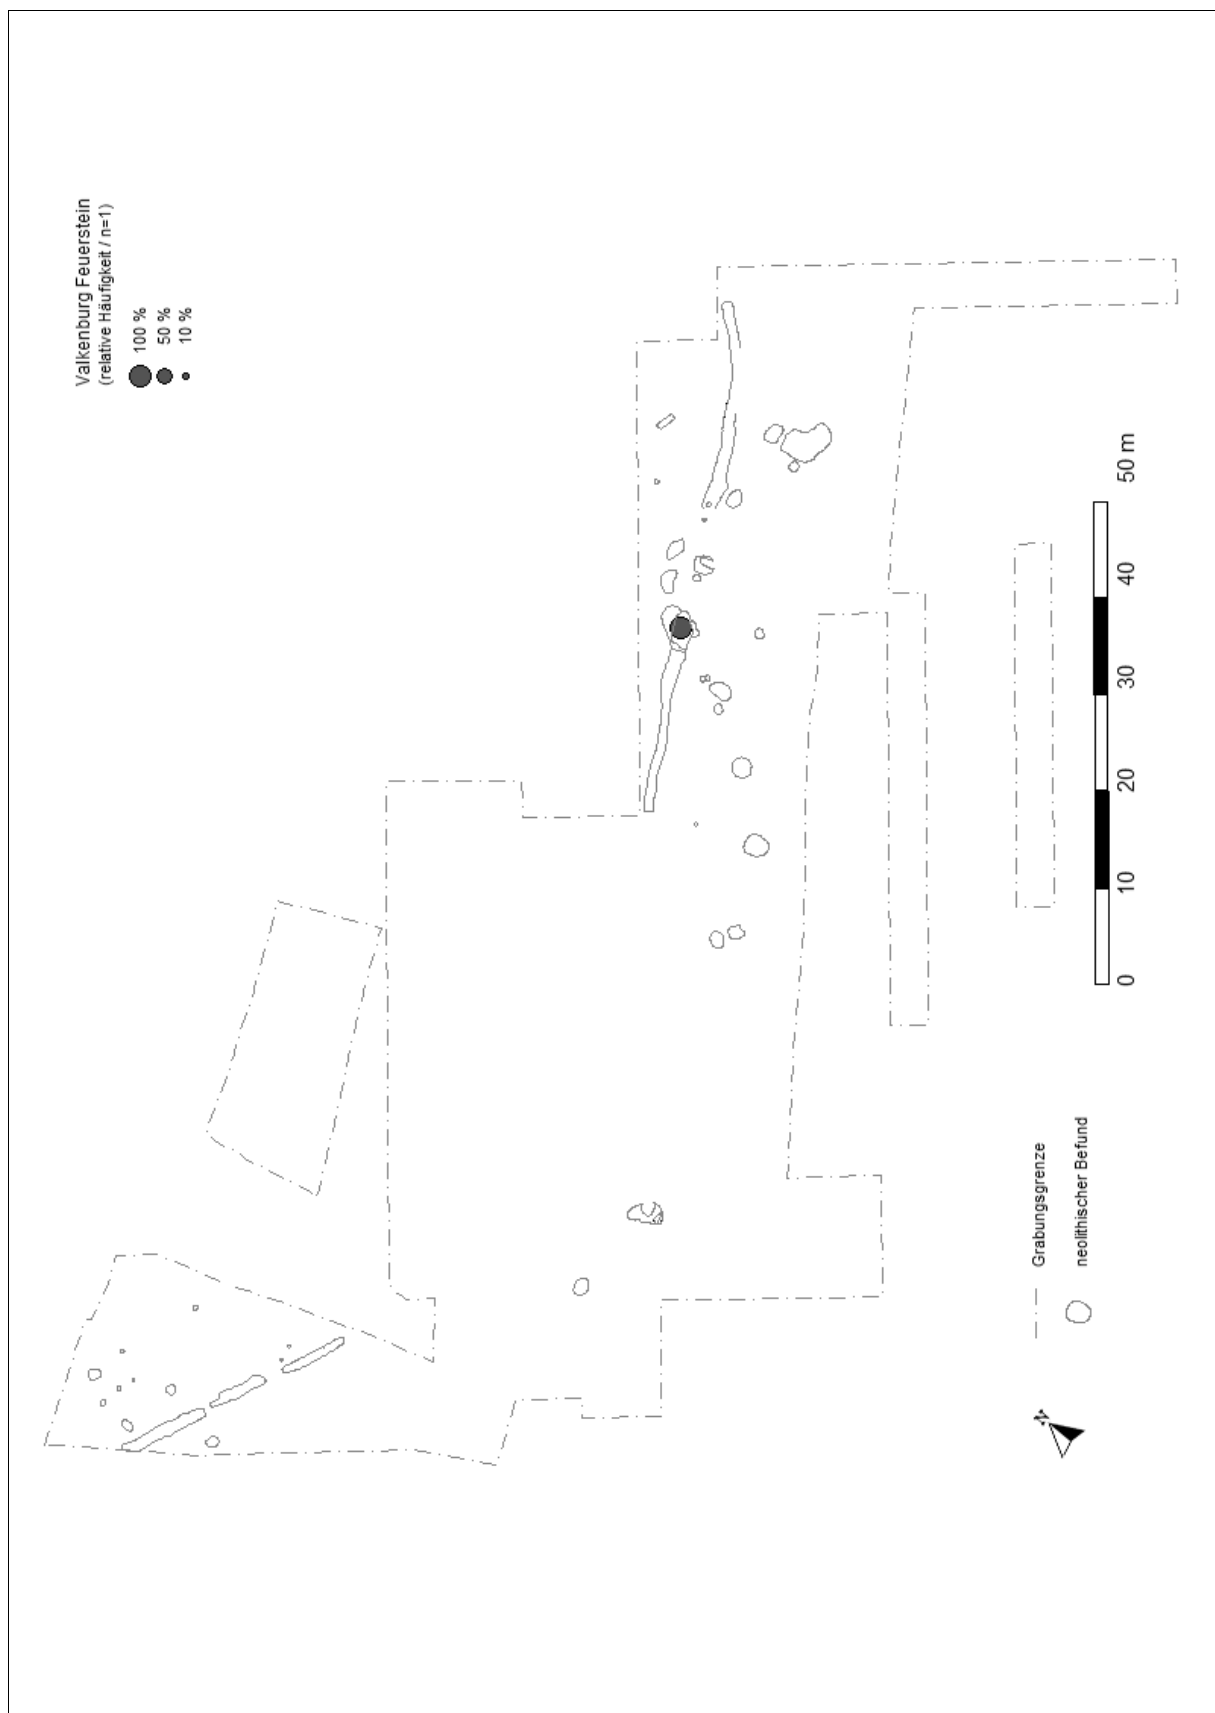 Valkenburg Feuerstein
(relative Häufigkeit / n=1)
100 %
50 %
10 %
0
10
20
30
40
50 m
Grabungsgrenze
neolithischer Befund
N